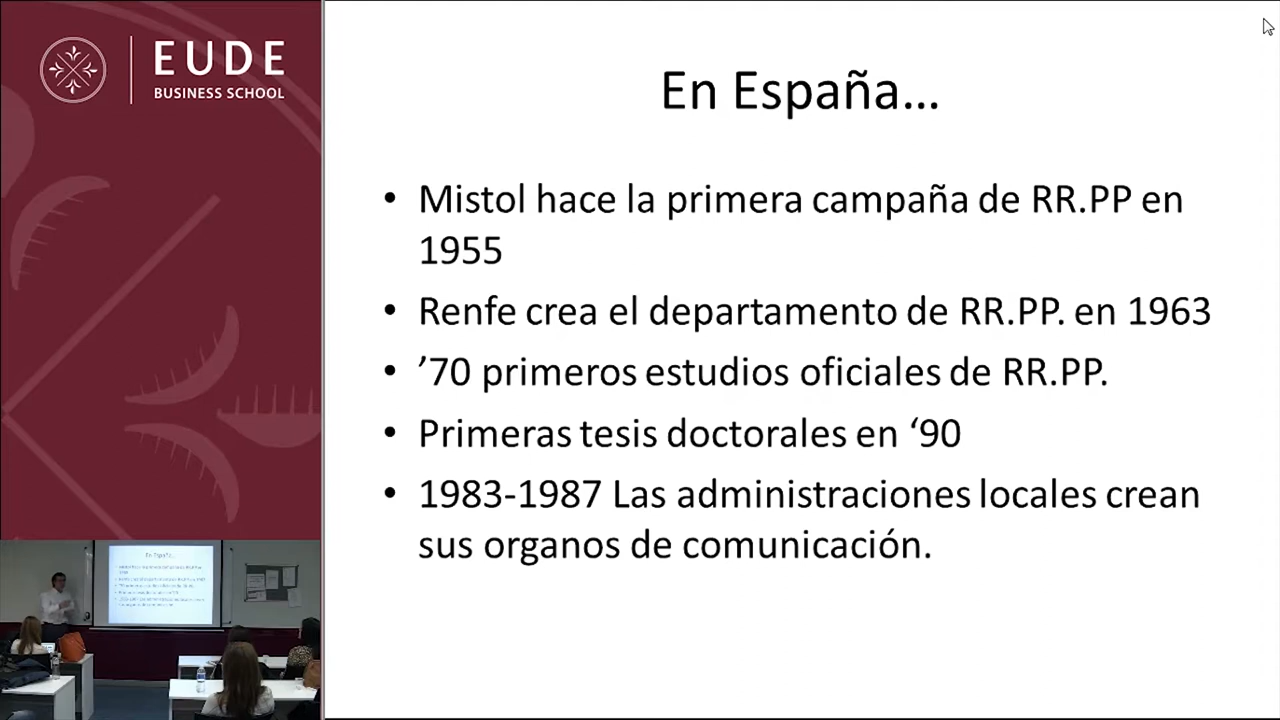 EUDE
BUSINESS SCHOOL
En España...
• Mistol hace la primera campaña de RR.PP en
1955
• Renfe crea el departamento de RR.PP. en 1963
• ’70 primeros estudios oficiales de RR.PP.
• Primeras tesis doctorales en ‘90
• 1983-1987 Las administraciones locales crean
sus organos de comunicación.
En España...